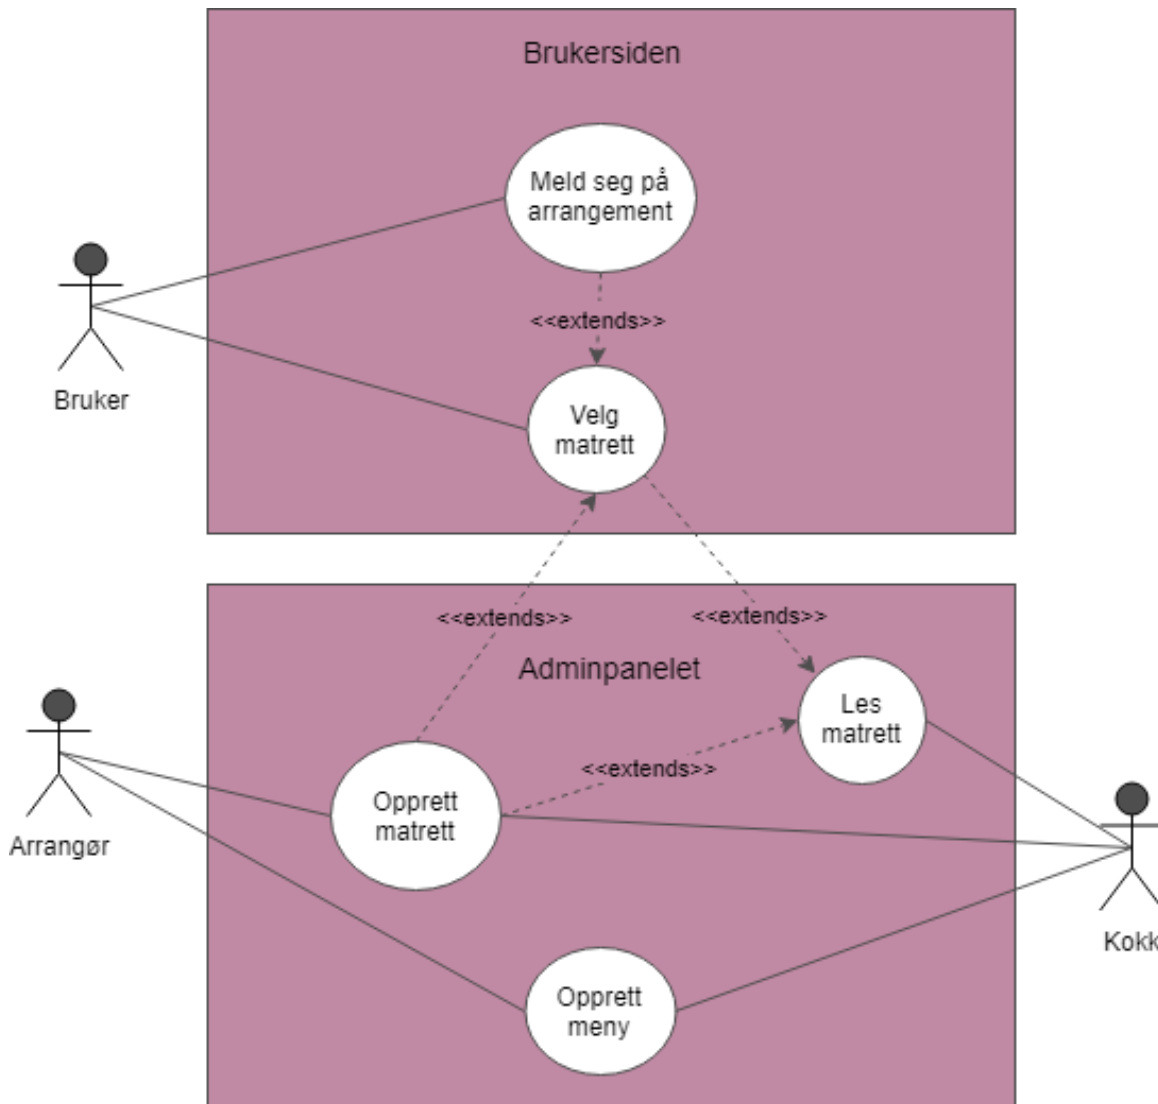 Brukersiden
Meld seg på
arrangement
<<extends>>
Bruker
Velg
matrett
<<extends>>
<<extends>>
Adminpanelet
Les
matrett
<<extends>>
Opprett
matrett
Arrangør
Kokk
Opprett
meny